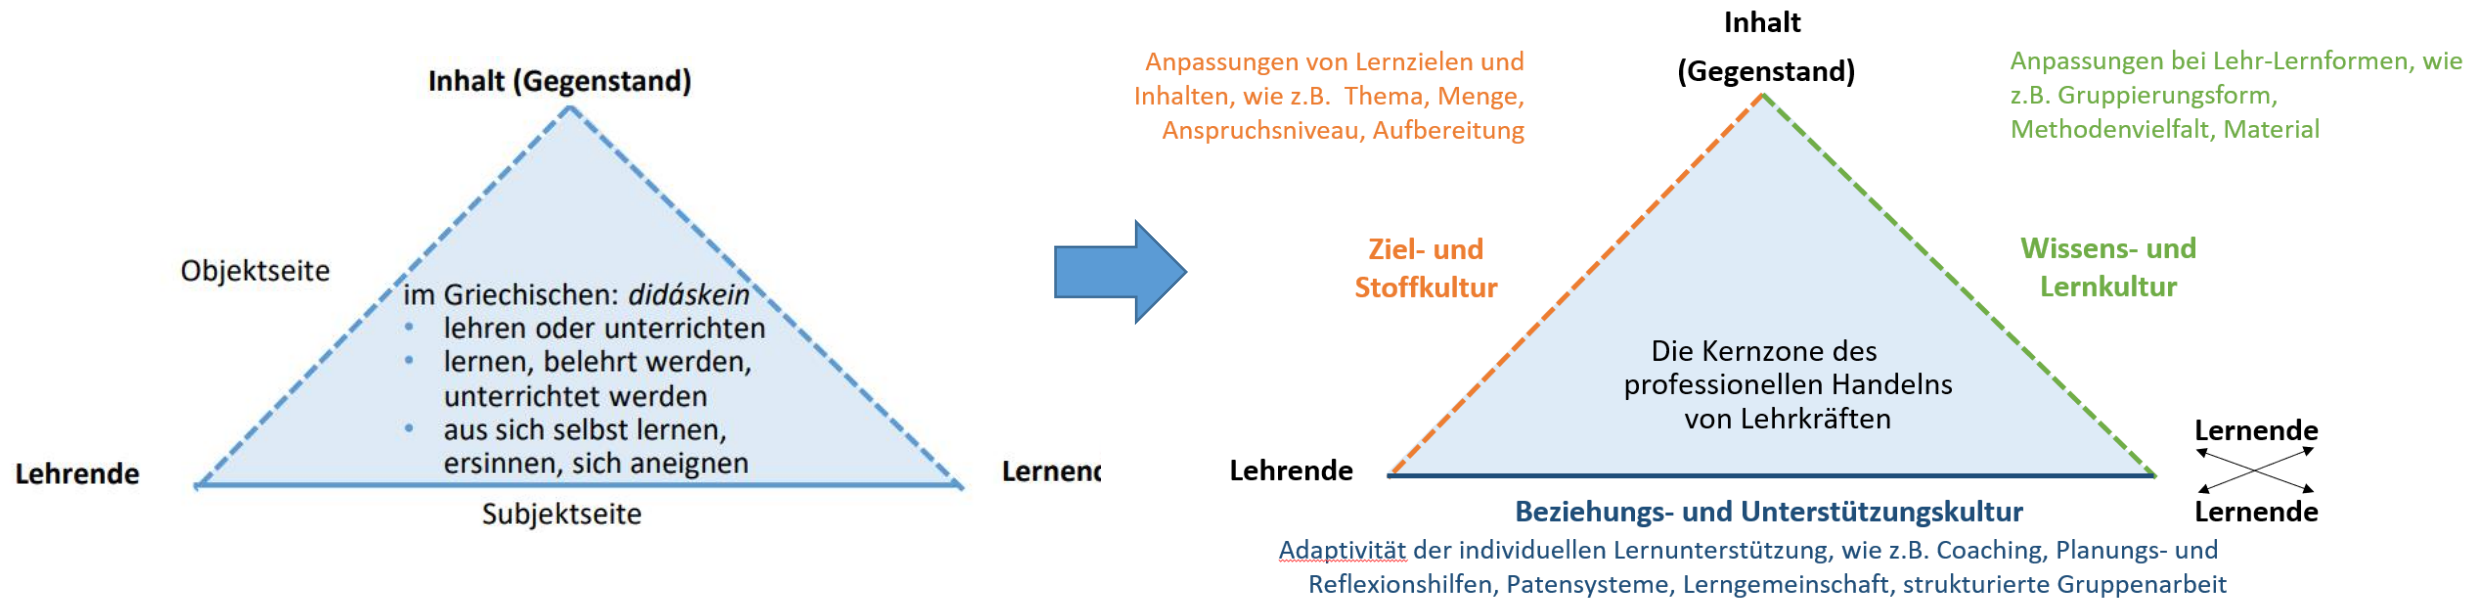 Inhalt (Gegenstand)
Objektseite
im Griechischen: didáskein
• lehren oder unterrichten
• lernen, belehrt werden,
unterrichtet werden
• aus sich selbst lernen,
ersinnen, sich aneignen
Lehrende
Lernend
Subjektseite
Inhalt
(Gegenstand)
Anpassungen von Lernzielen und
Inhalten, wie z.B. Thema, Menge,
Anspruchsniveau, Aufbereitung
Anpassungen bei Lehr-Lernformen, wie
z.B. Gruppierungsform,
Methodenvielfalt, Material
Ziel- und
Stoffkultur
Wissens- und
Lernkultur
Die Kernzone des
professionellen Handelns
von Lehrkräften
Lehrende
Lernende
Lernende
Beziehungs- und Unterstützungskultur
Adaptivität der individuellen Lernunterstützung, wie z.B. Coaching, Planungs- und
Reflexionshilfen, Patensysteme, Lerngemeinschaft, strukturierte Gruppenarbeit